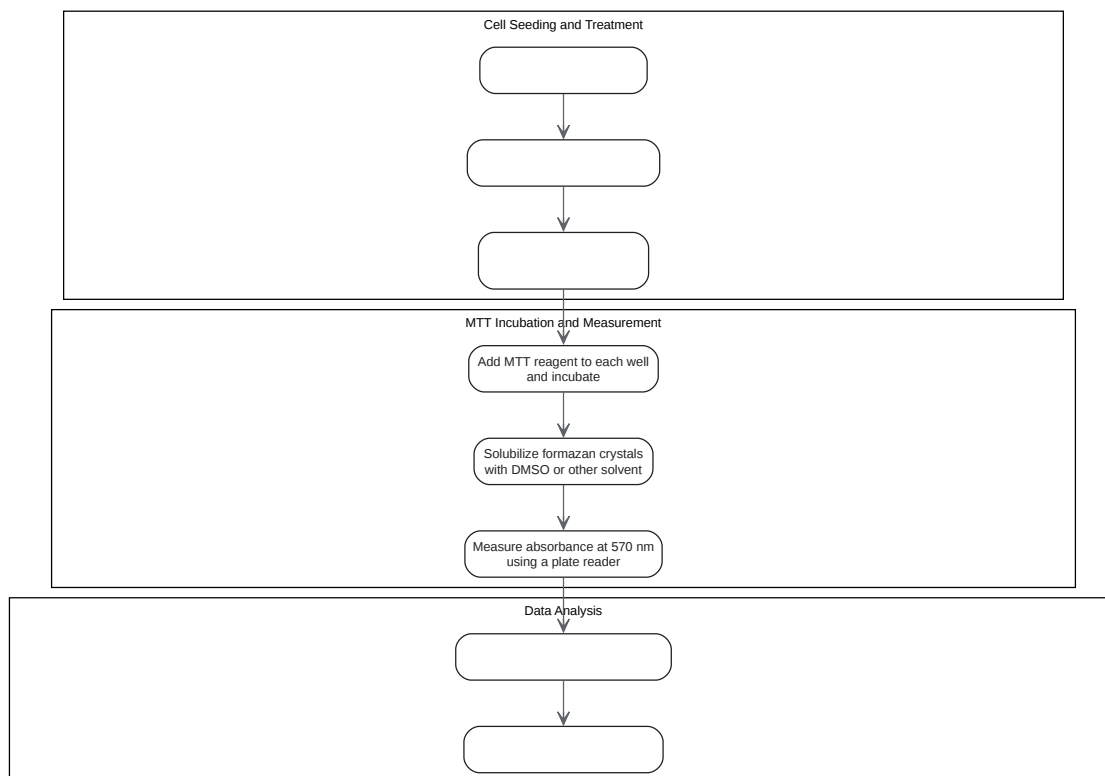 Cell Seeding and Treatment
MTT Incubation and Measurement
Add MTT reagent to each well
and incubate
Solubilize formazan crystals
with DMSO or other solvent
Measure absorbance at 570 nm
using a plate reader
Data Analysis